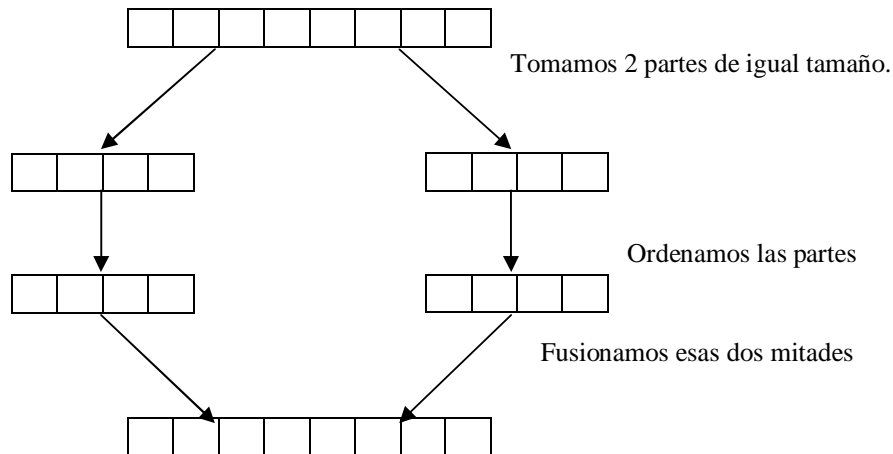 Tomamos 2 partes de igual tamaño.
Ordenamos las partes
Fusionamos esas dos mitades